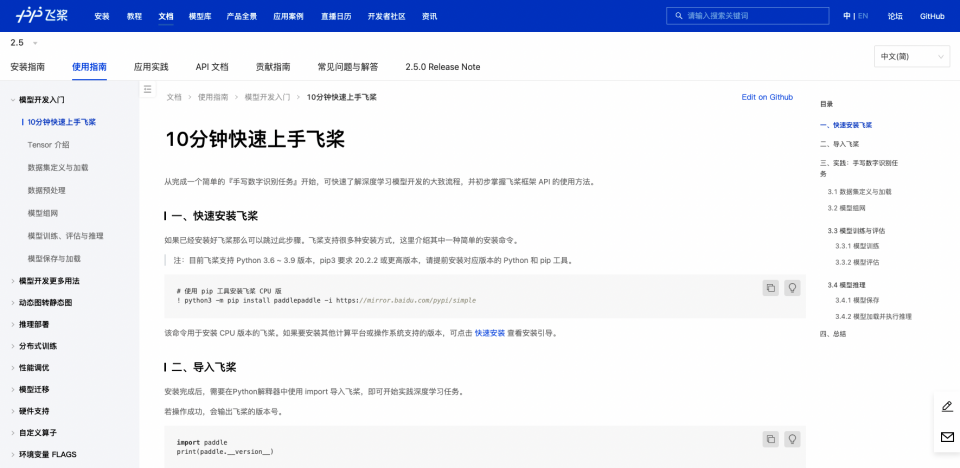 飞桨 安装 教程 文档 模型库 产品全景 应用案例 直播日历 开发者社区 资讯 请输入搜索关键词 中 | EN 论坛 GitHub
2.5
安装指南 使用指南 应用实践 API 文档 贡献指南 常见问题与解答 2.5.0 Release Note 中文(简)
模型开发入门
10分钟快速上手飞桨
Tensor 介绍
数据集定义与加载
数据预处理
模型组网
模型训练、评估与推理
模型保存与加载
模型开发更多用法
动态图转静态图
推理部署
分布式训练
性能调优
模型迁移
硬件支持
自定义算子
环境变量 FLAGS
文档 > 使用指南 > 模型开发入门 > 10分钟快速上手飞桨 Edit on Github
10分钟快速上手飞桨
从完成一个简单的『手写数字识别任务』开始，可快速了解深度学习模型开发的大致流程，并初步掌握飞桨框架 API 的使用方法。
一、快速安装飞桨
如果已经安装好飞桨那么可以跳过此步骤。飞桨支持很多种安装方式，这里介绍其中一种简单的安装命令。
注：目前飞桨支持 Python 3.6 ~ 3.9 版本，pip3 要求 20.2.2 或更高版本，请提前安装对应版本的 Python 和 pip 工具。
# 使用 pip 工具安装飞桨 CPU 版
! python3 -m pip install paddlepaddle -i https://mirror.baidu.com/pypi/simple
该命令用于安装 CPU 版本的飞桨。如果要安装其他计算平台或操作系统支持的版本，可点击 快速安装 查看安装引导。
二、导入飞桨
安装完成后，需要在Python解释器中使用 import 导入飞桨，即可开始实践深度学习任务。
若操作成功，会输出飞桨的版本号。
import paddle
print(paddle.__version__)
目录
一、快速安装飞桨
二、导入飞桨
三、实践：手写数字识别任
务
3.1 数据集定义与加载
3.2 模型组网
3.3 模型训练与评估
3.3.1 模型训练
3.3.2 模型评估
3.4 模型推理
3.4.1 模型保存
3.4.2 模型加载并执行推理
四、总结